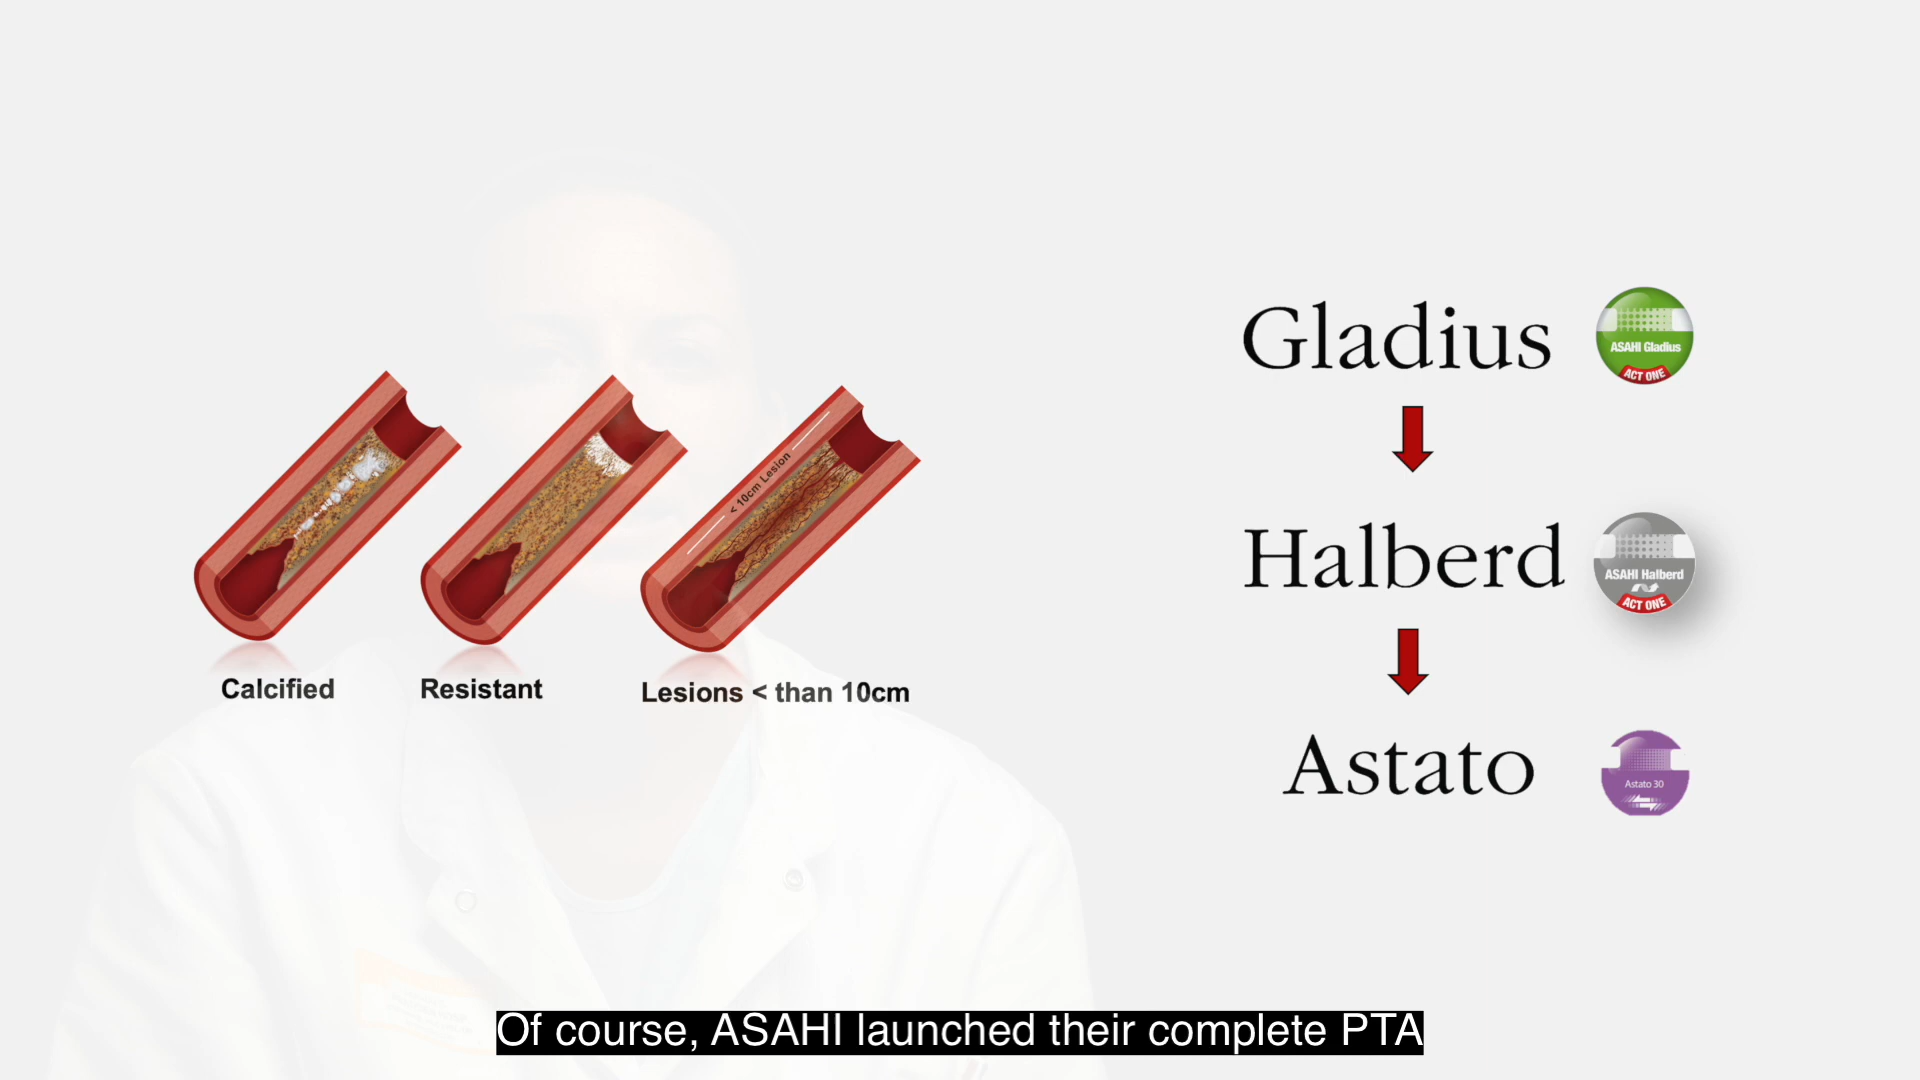 Gladius
ASAHI Gladius
ACT ONE
< 10cm Lesion
Halberd
ASAHI Halberd
ACT ONE
Calcified
Resistant
Lesions < than 10cm
Astato
Astato 30
Of course, ASAHI launched their complete PTA